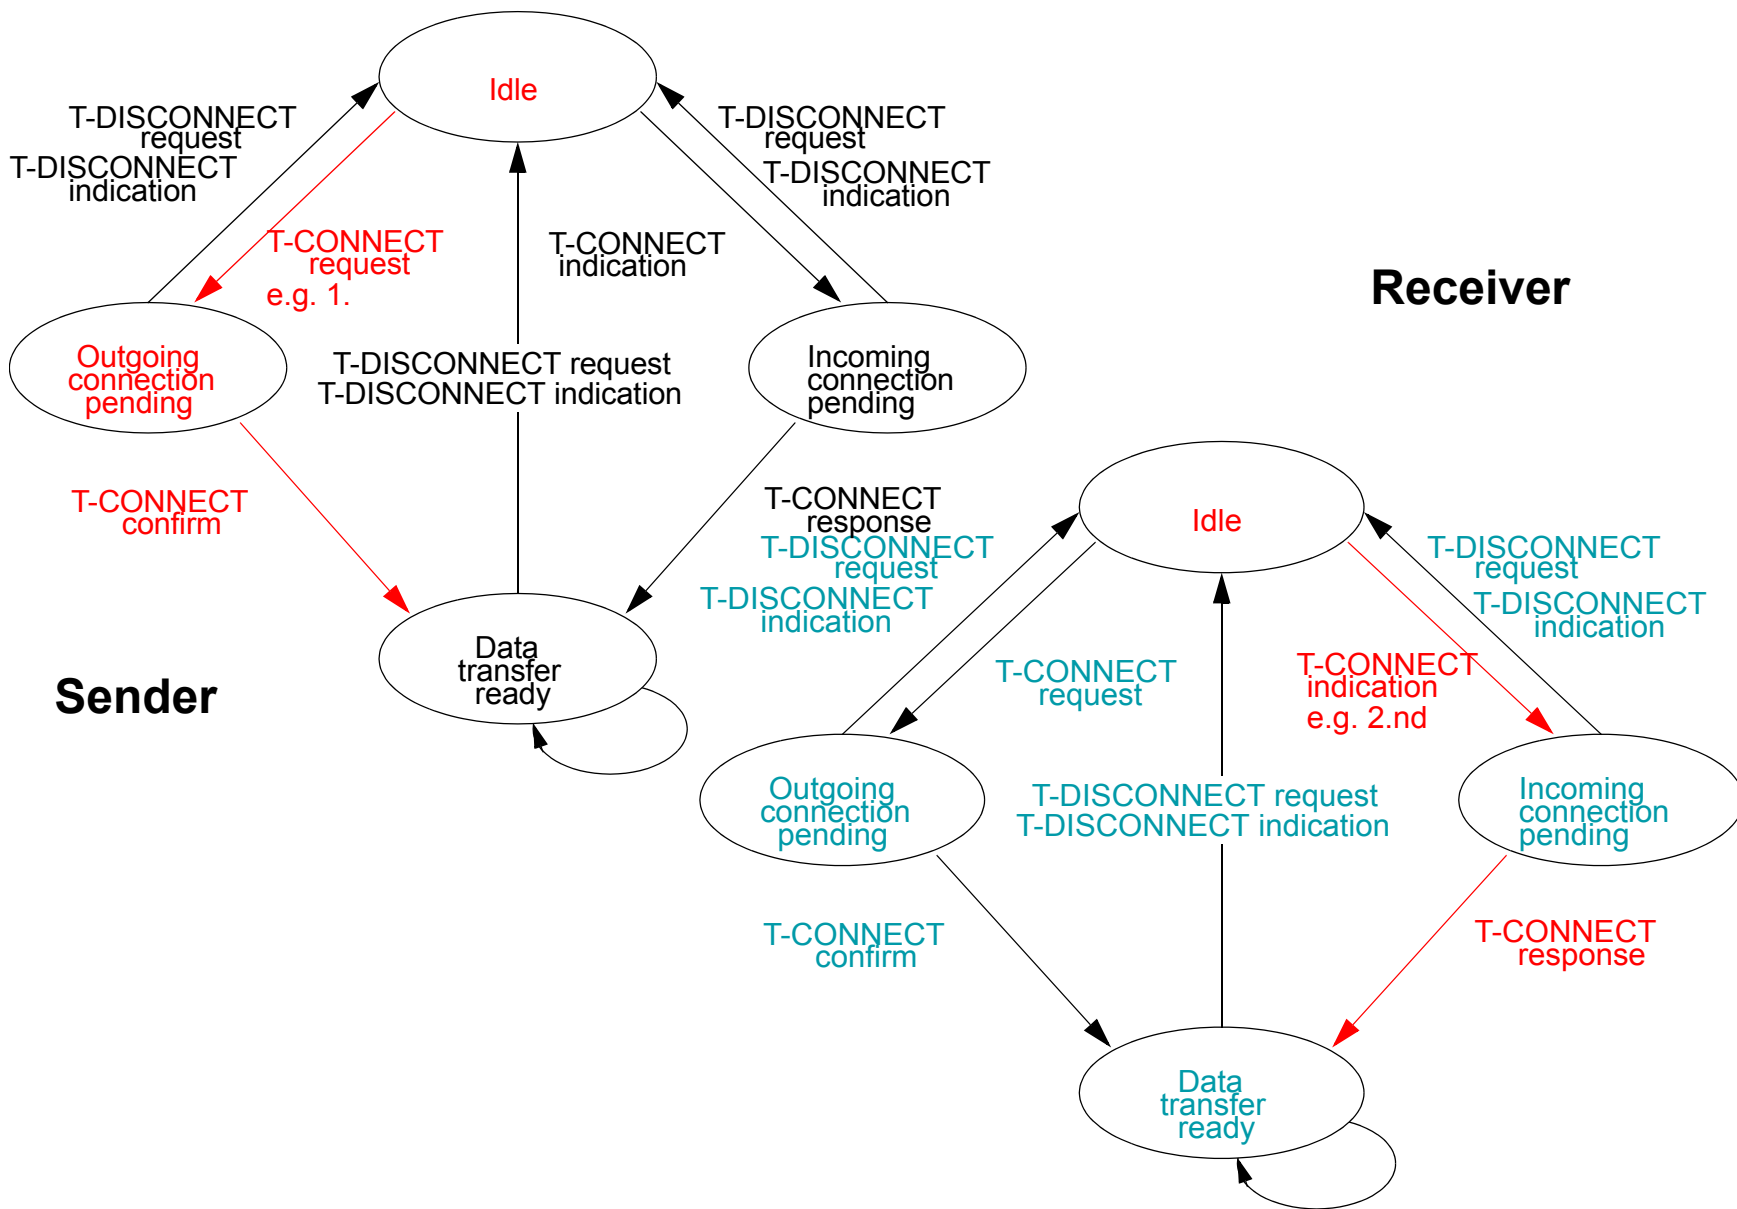 Idle
T-DISCONNECT
request
T-DISCONNECT
indication
T-DISCONNECT
request
T-DISCONNECT
indication
T-CONNECT
request
e.g. 1.
T-CONNECT
indication
Outgoing
connection
pending
T-DISCONNECT request
T-DISCONNECT indication
Incoming
connection
pending
T-CONNECT
confirm
T-CONNECT
response
Data
transfer
ready
Sender
Receiver
Idle
T-DISCONNECT
request
T-DISCONNECT
indication
T-DISCONNECT
request
T-DISCONNECT
indication
T-CONNECT
request
T-CONNECT
indication
e.g. 2.nd
Outgoing
connection
pending
T-DISCONNECT request
T-DISCONNECT indication
Incoming
connection
pending
T-CONNECT
confirm
T-CONNECT
response
Data
transfer
ready